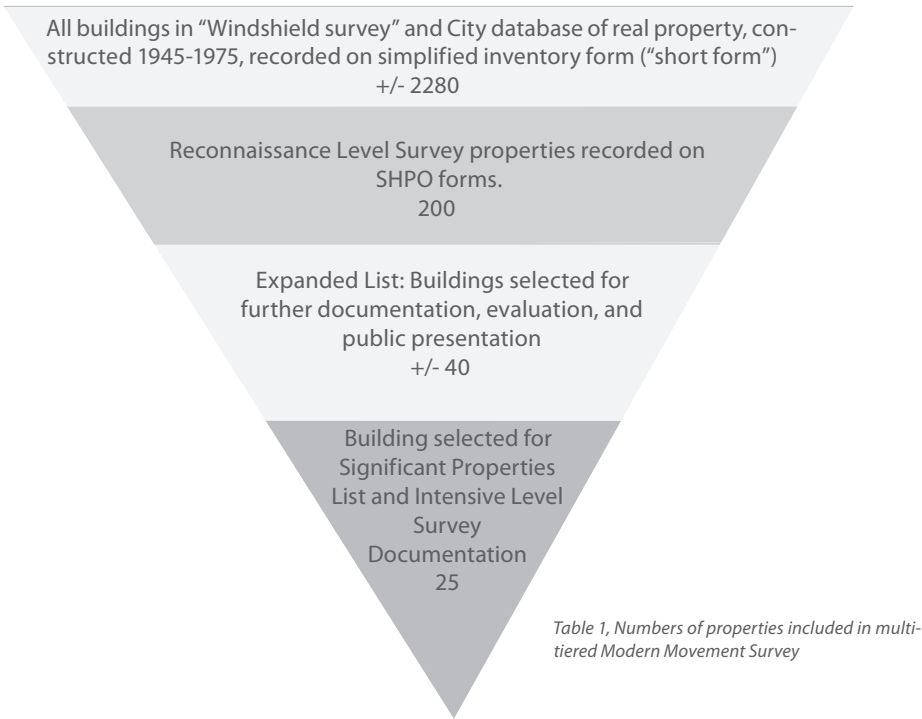 All buildings in “Windshield survey” and City database of real property, con-
structed 1945-1975, recorded on simplified inventory form (“short form”)
+/- 2280
Reconnaissance Level Survey properties recorded on
SHPO forms.
200
Expanded List: Buildings selected for
further documentation, evaluation, and
public presentation
+/- 40
Building selected for
Significant Properties
List and Intensive Level
Survey
Documentation
25
Table 1, Numbers of properties included in multi-
tiered Modern Movement Survey